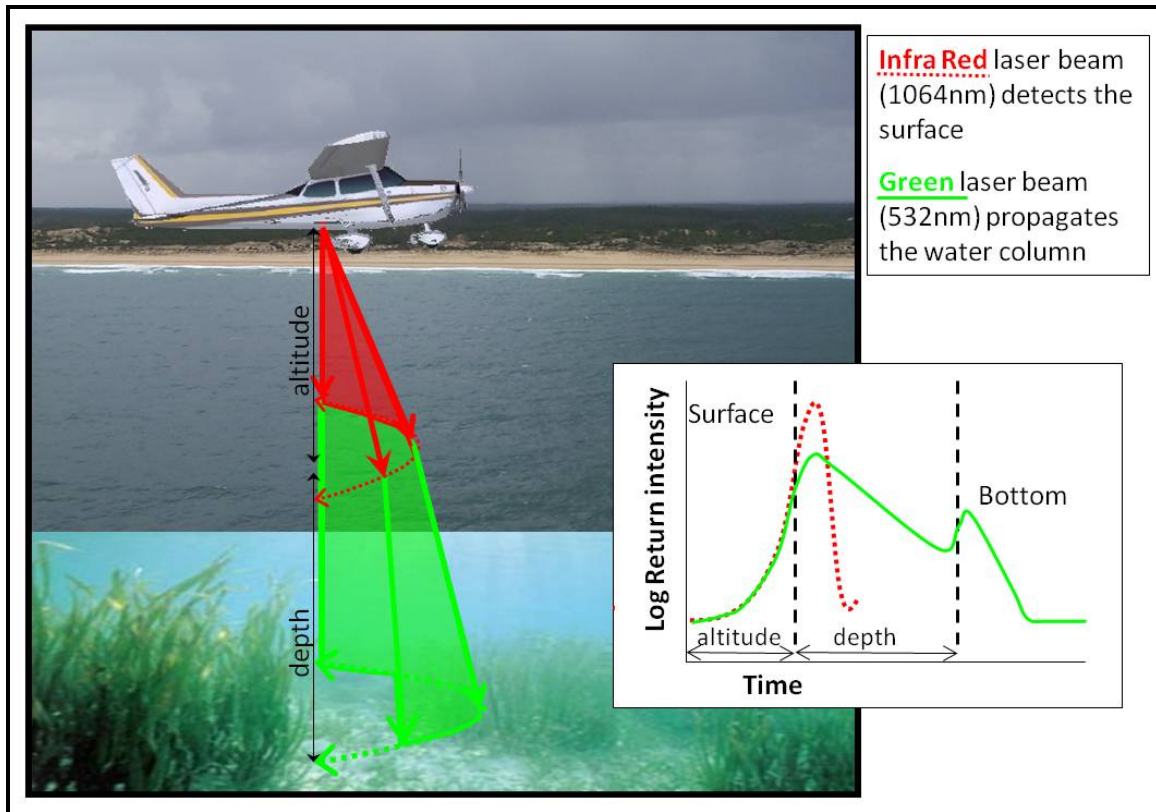 Infra Red laser beam
(1064nm) detects the
surface
Green laser beam
(532nm) propagates
the water column
altitude
depth
Log Return intensity
Surface
Bottom
altitude
depth
Time